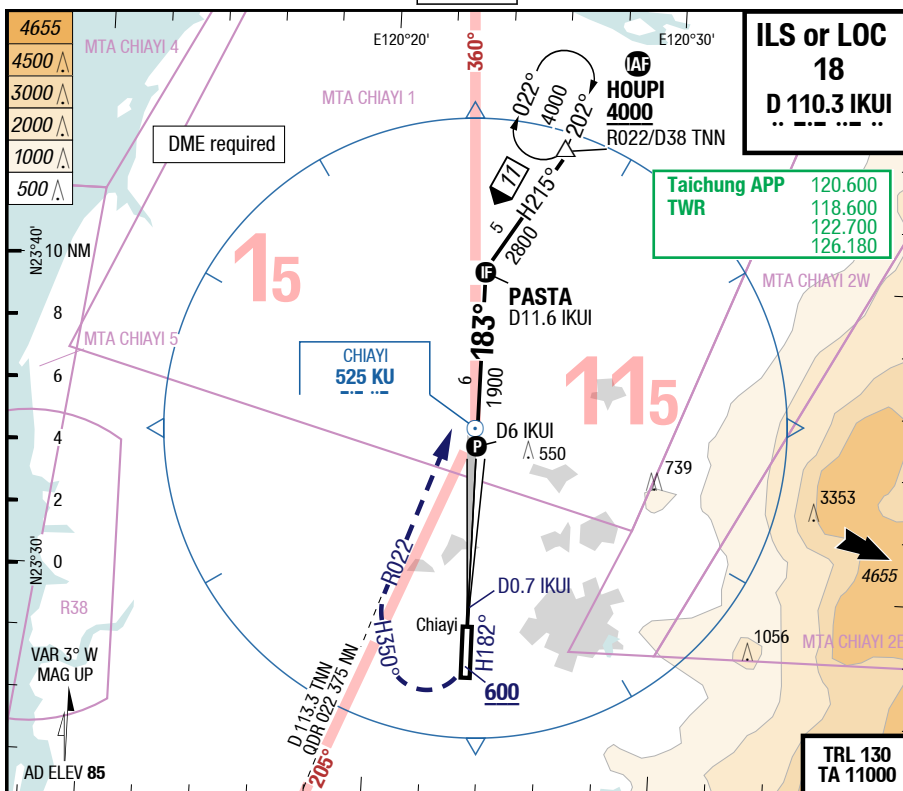 4655
4500
3000
2000
1000
500
MTA CHIAYI 4
E120°20'
360°
E120°30'
MTA CHIAYI 1
DME required
IAF
HOUPI
4000
R022/D38 TNN
022°
4000
202°
ILS or LOC
18
D 110.3 IKUI
Taichung APP 120.600
TWR 118.600
122.700
126.180
11
H215°
5
2800
N23°40'
10 NM
15
IF
PASTA
D11.6 IKUI
MTA CHIAYI 2W
8
183°
MTA CHIAYI 5
CHIAYI
525 KU
6
6
1900
115
4
D6 IKUI
P
550
739
2
3353
R022
N23°30'
0
4655
D0.7 IKUI
R38
Chiayi
H350°
H182°
1056
MTA CHIAYI 2E
VAR 3° W
MAG UP
600
D 113.3 TNN
QDR 022 375 NN
205°
AD ELEV 85
TRL 130
TA 11000